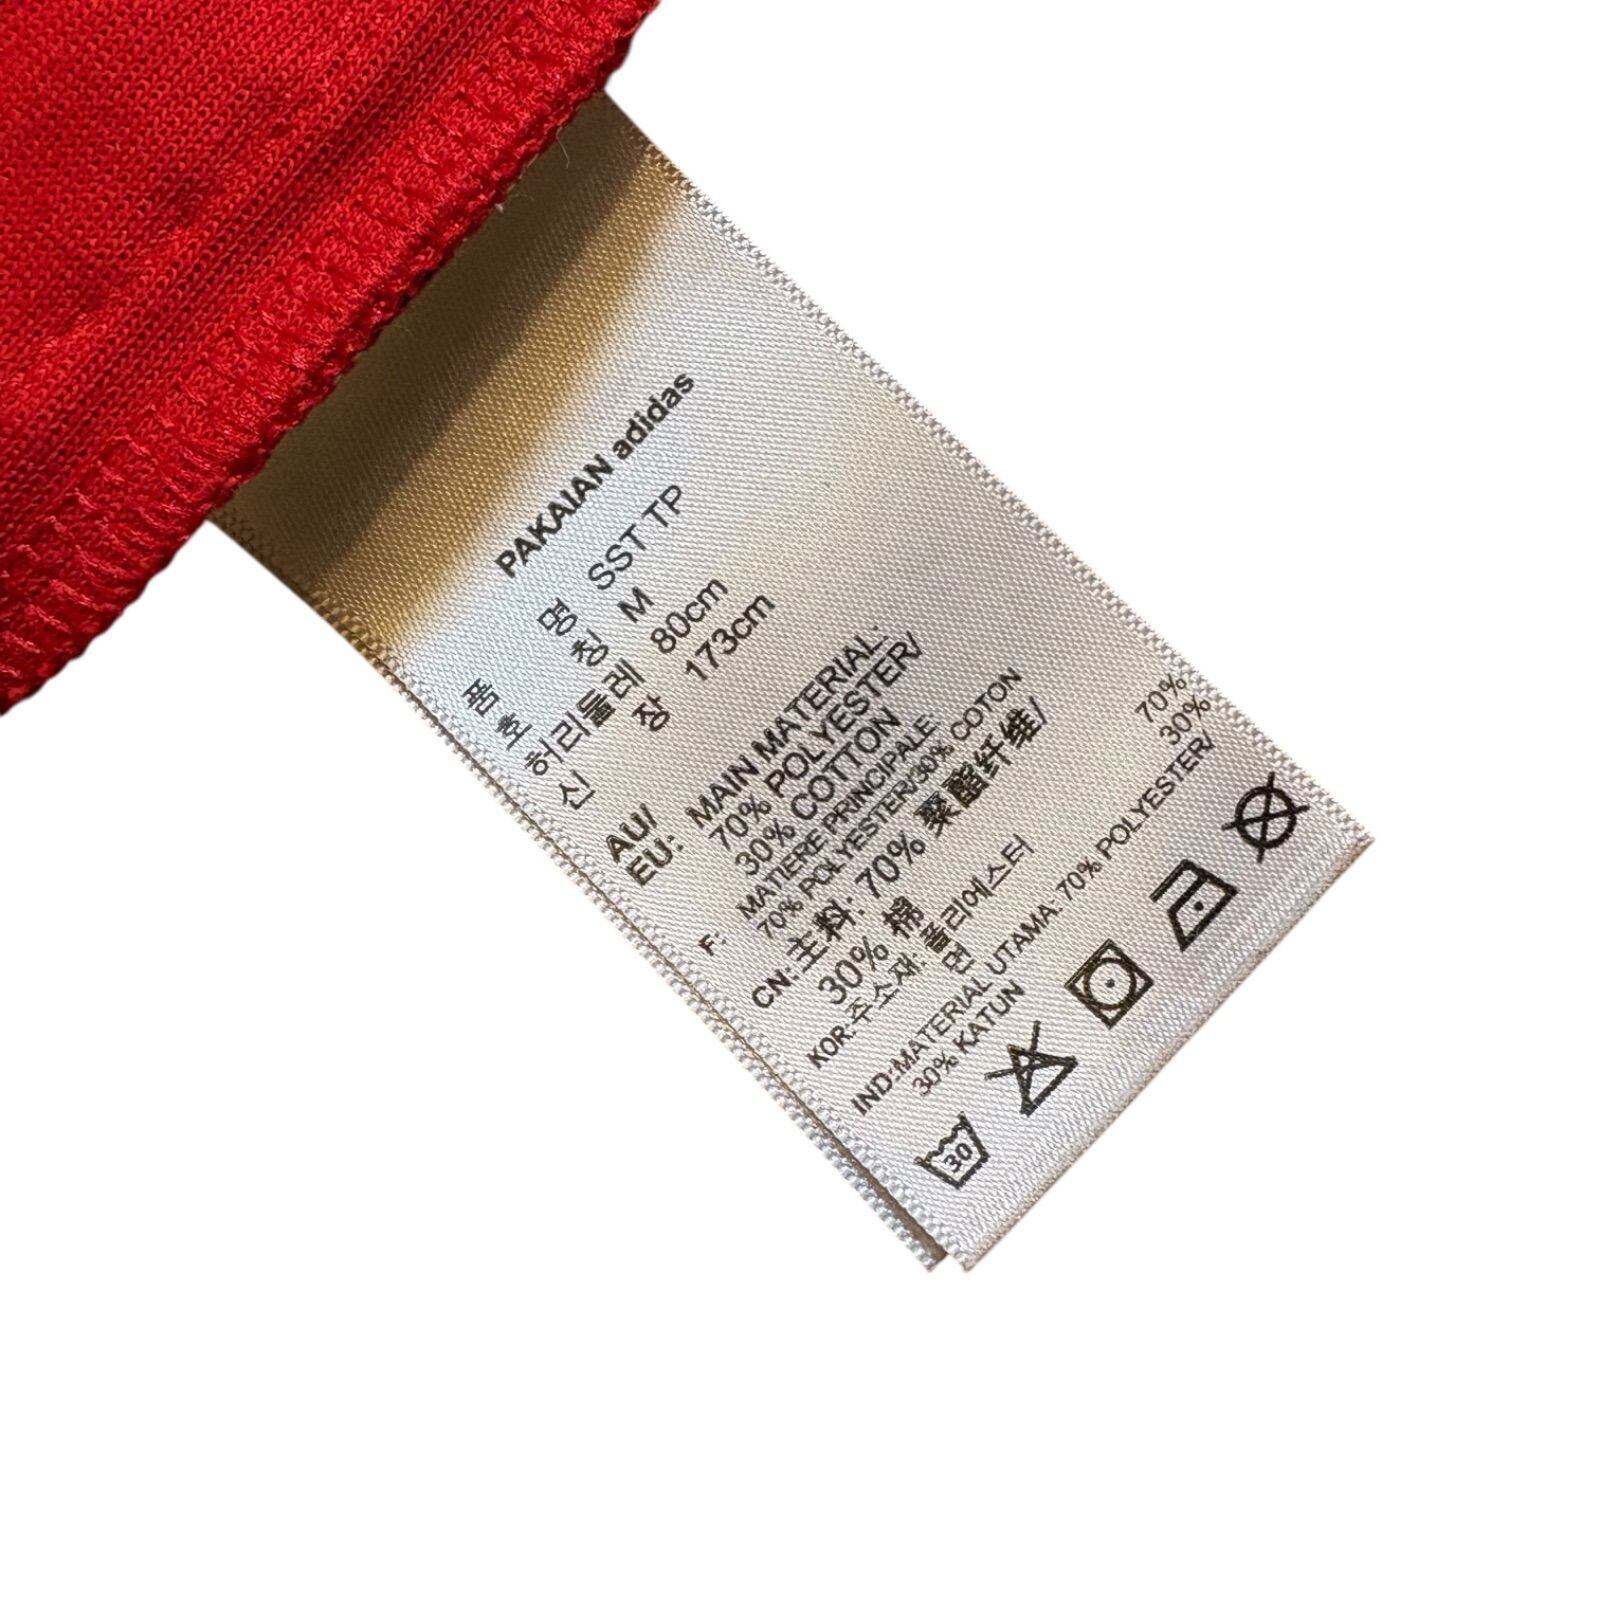 PAKAIAN adidas
품 명 SST TP
호 칭 M
허리둘레 80cm
신 장 173cm
AU/ EU: MAIN MATERIAL:
70% POLYESTER/
30% COTTON
F: MATIERE PRINCIPALE:
70% POLYESTER/30% COTON
CN: 主料: 70% 聚酯纤维/
30% 棉
KOR: 주소재: 폴리에스터 70%
면 30%
IND:MATERIAL UTAMA: 70% POLYESTER/
30% KATUN
30